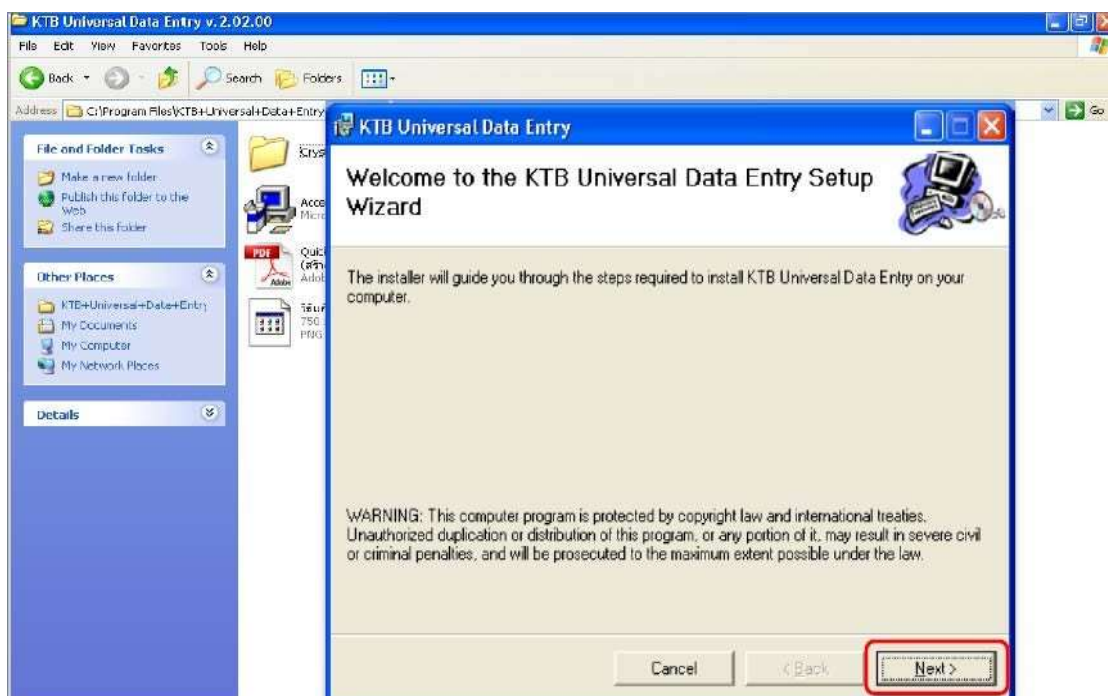 KTB Universal Data Entry v.2.02.00
File Edit View Favorites Tools Help
Back Search Folders
Address C:\Program Files\KTB+Universal+Data+Entry Go
File and Folder Tasks
Make a new folder
Publish this folder to the
Web
Share this folder
Other Places
KTB+Universal+Data+Entry
My Documents
My Computer
My Network Places
Details
PDF
Adobe
750
PNG
KTB Universal Data Entry
Welcome to the KTB Universal Data Entry Setup
Wizard
The installer will guide you through the steps required to install KTB Universal Data Entry on your
computer.
WARNING: This computer program is protected by copyright law and international treaties.
Unauthorized duplication or distribution of this program, or any portion of it, may result in severe civil
or criminal penalties, and will be prosecuted to the maximum extent possible under the law.
Cancel < Back Next >